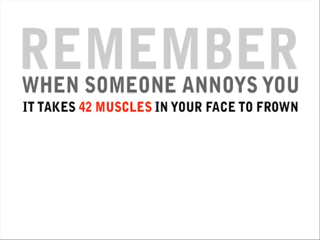 REMEMBER
WHEN SOMEONE ANNOYS YOU
IT TAKES 42 MUSCLES IN YOUR FACE TO FROWN